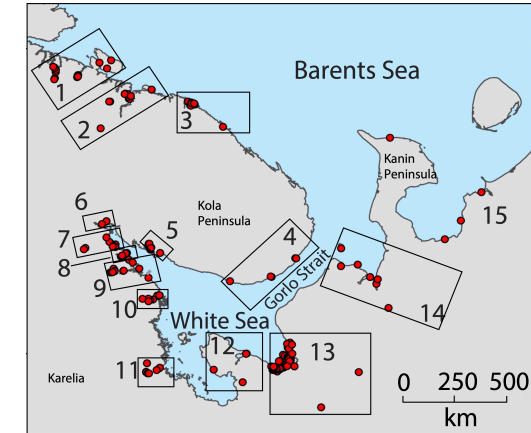 Barents Sea
1
2
3
Kanin
Peninsula
Kola
Peninsula
15
6
7
5
4
8
Gorlo Strait
9
14
10
White Sea
12
13
11
Karelia
0 250 500
km